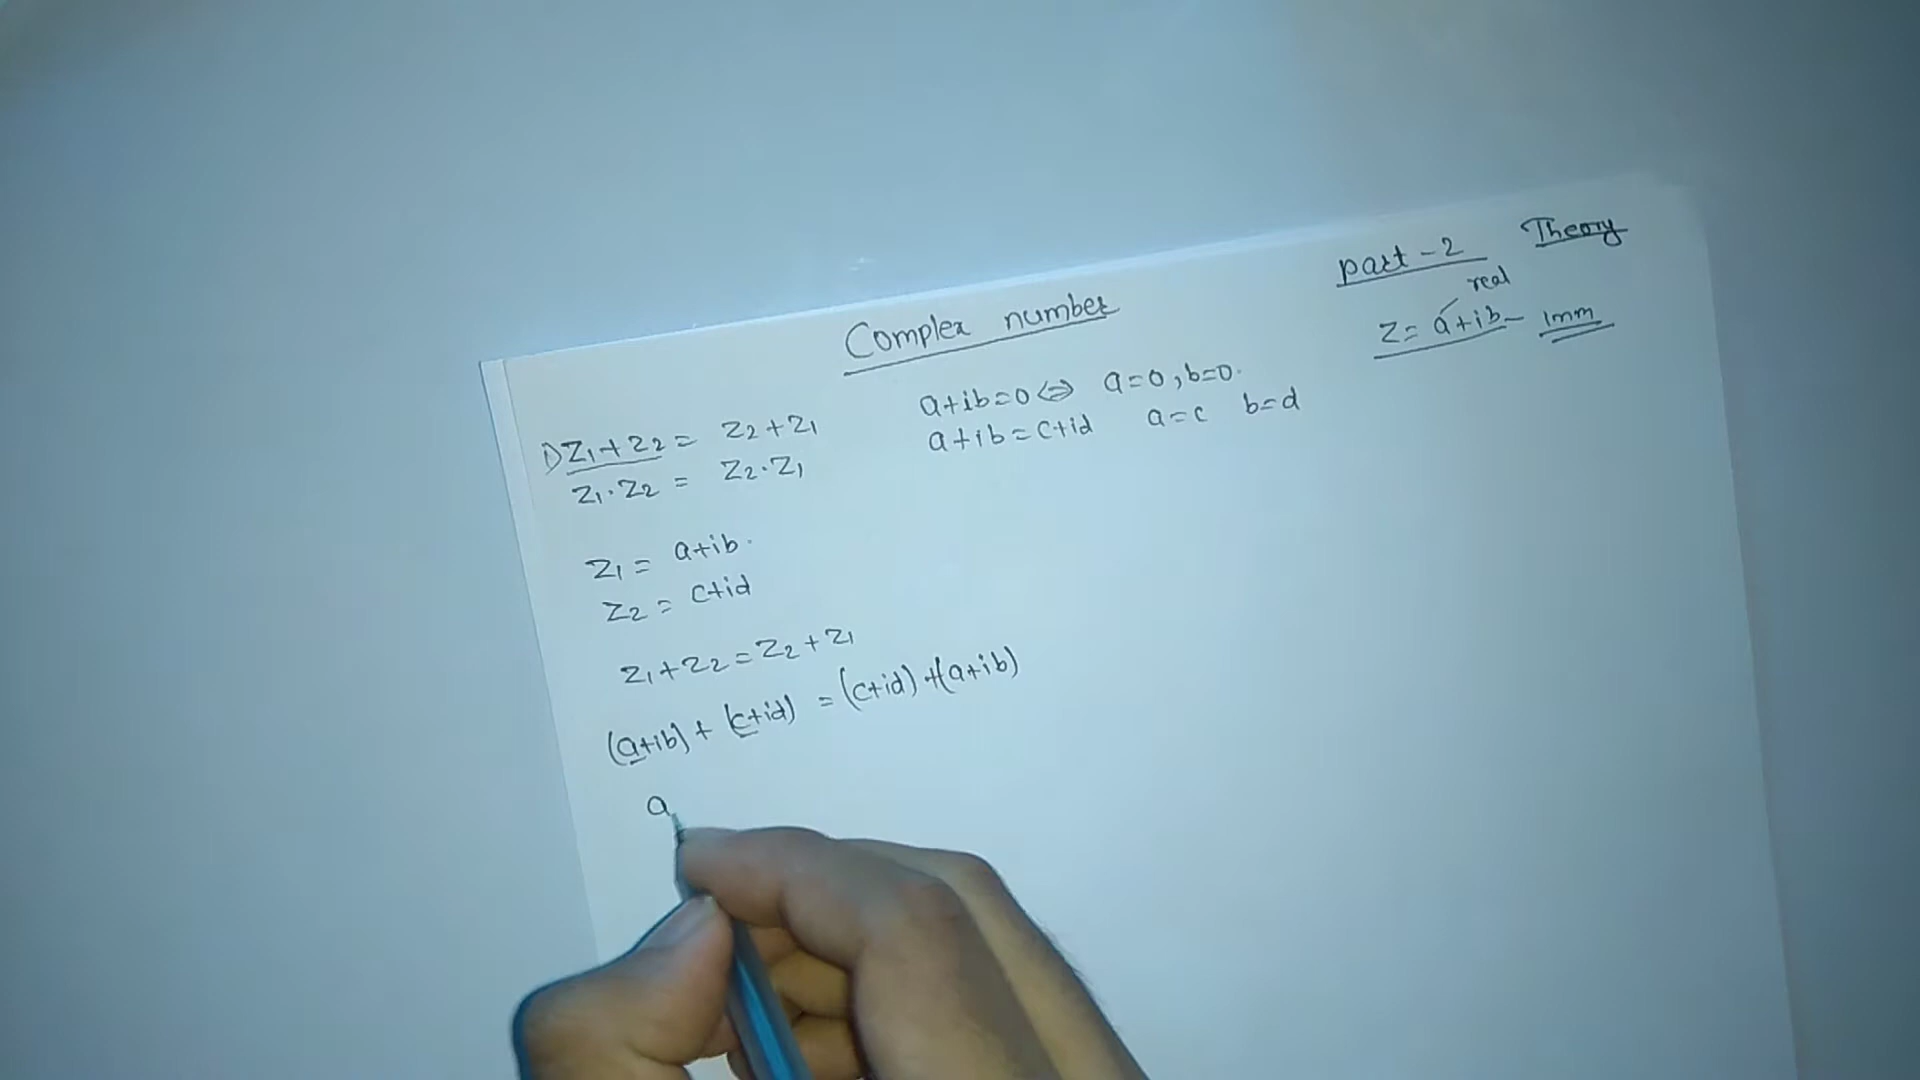 part-2 Theory
real
Z = a+ib - Imm
Complex number
a+ib=0 ⇔ a=0, b=0.
a+ib = c+id a=c b=d
1) Z1+Z2 = Z2+Z1
Z1.Z2 = Z2.Z1
Z1 = a+ib.
Z2 = c+id
Z1+Z2 = Z2+Z1
(a+ib) + (c+id) = (c+id) + (a+ib)
a